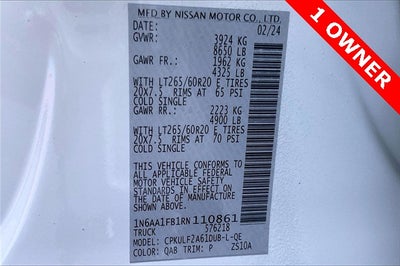 MFD BY NISSAN MOTOR CO., LTD.
02/24
GVWR: 3924 KG
8650 LB
GAWR FR.: 1962 KG
4325 LB
WITH LT265/60R20 E TIRES
20X7.5 RIMS AT 65 PSI
COLD SINGLE
GAWR RR.: 2223 KG
4900 LB
WITH LT265/60R20 E TIRES
20X7.5 RIMS AT 70 PSI
COLD SINGLE
THIS VEHICLE CONFORMS TO
ALL APPLICABLE FEDERAL
MOTOR VEHICLE SAFETY
STANDARDS IN EFFECT ON
THE DATE OF MANUFACTURE
SHOWN ABOVE.
1N6AA1FB1RN110861
TRUCK 576218
MODEL: CPKULF2A61DUB-L-QE
COLOR: QAB TRIM: P ZS10A
1 OWNER